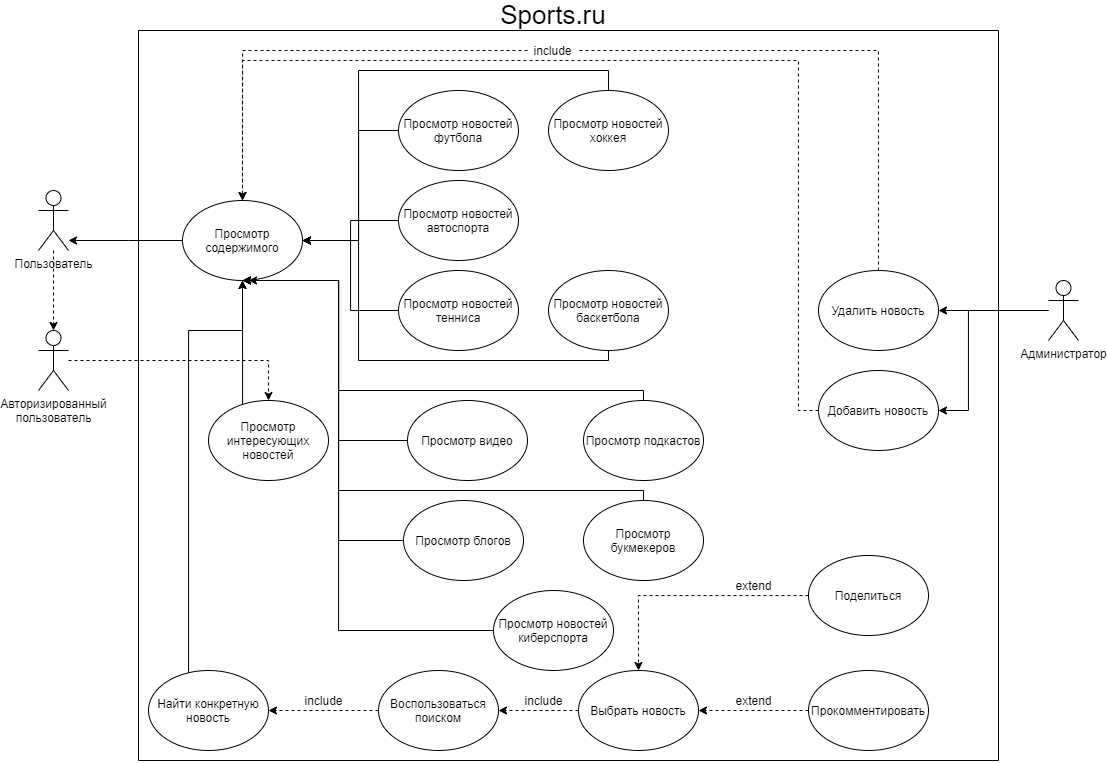 Sports.ru
include
Просмотр новостей
футбола
Просмотр новостей
хоккея
Просмотр новостей
автоспорта
Просмотр
содержимого
Пользователь
Просмотр новостей
тенниса
Просмотр новостей
баскетбола
Удалить новость
Администратор
Авторизированный
пользователь
Добавить новость
Просмотр
интересующих
новостей
Просмотр видео
Просмотр подкастов
Просмотр блогов
Просмотр
букмекеров
extend
Поделиться
Просмотр новостей
киберспорта
Найти конкретную
новость
include
Воспользоваться
поиском
include
Выбрать новость
extend
Прокомментировать